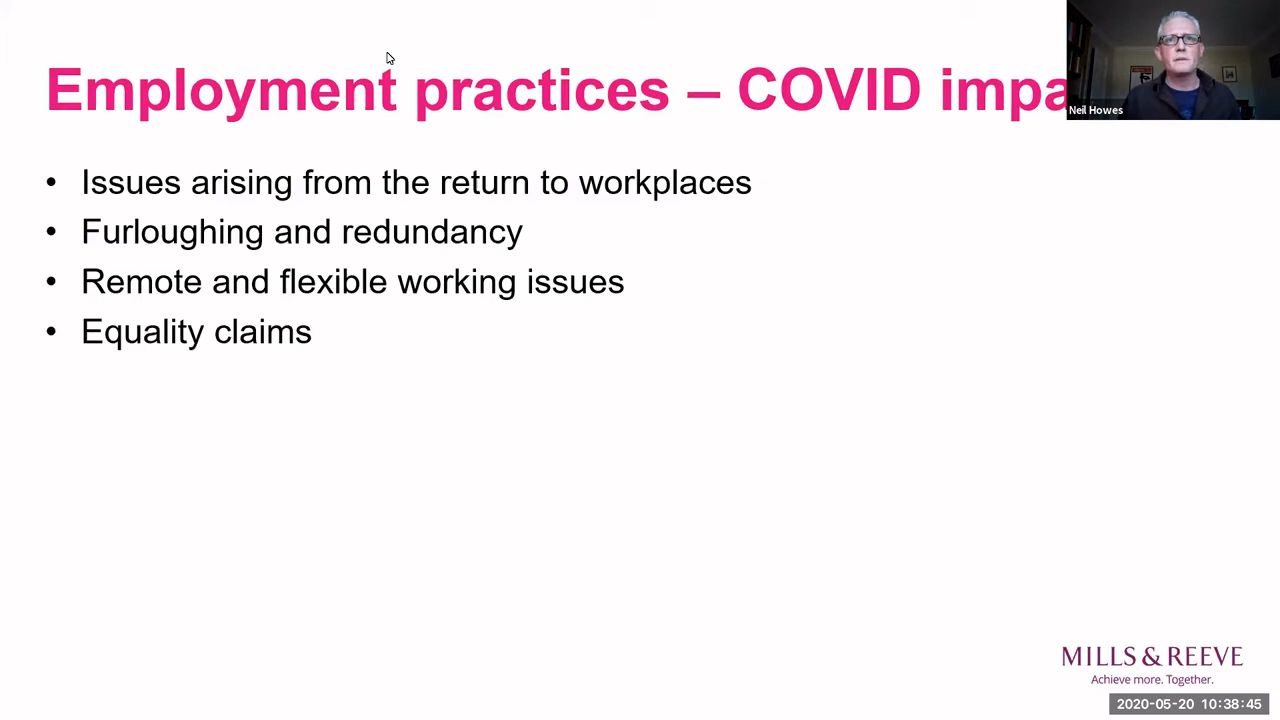 Employment practices – COVID impa
Neil Howes
• Issues arising from the return to workplaces
• Furloughing and redundancy
• Remote and flexible working issues
• Equality claims
MILLS & REEVE
Achieve more. Together.
2020-05-20 10:38:45